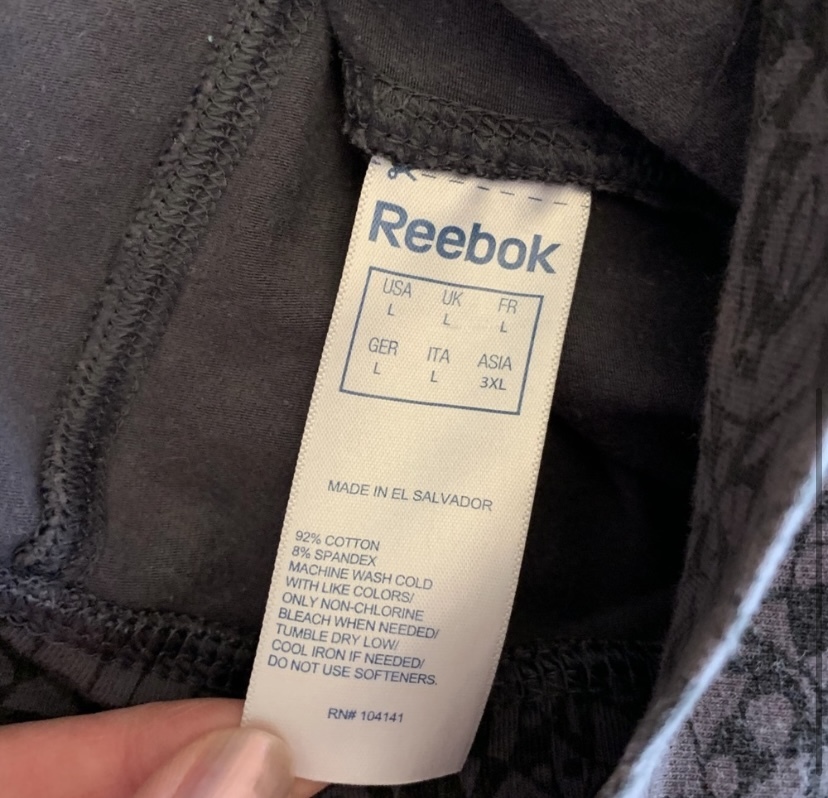 Reebok
USA UK FR
L L L
GER ITA ASIA
L L 3XL
MADE IN EL SALVADOR
92% COTTON
8% SPANDEX
MACHINE WASH COLD
WITH LIKE COLORS/
ONLY NON-CHLORINE
BLEACH WHEN NEEDED/
TUMBLE DRY LOW/
COOL IRON IF NEEDED/
DO NOT USE SOFTENERS.
RN# 104141